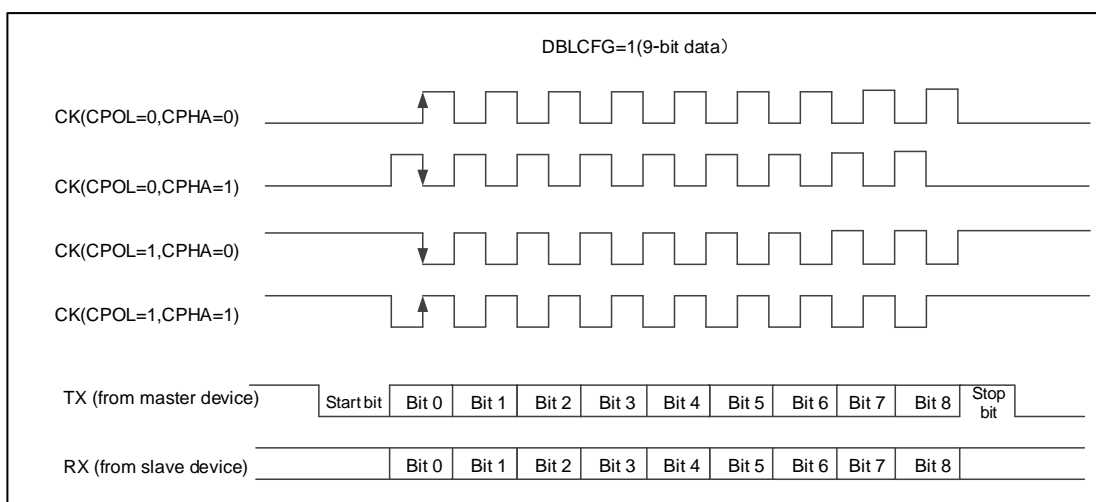 DBLCFG=1(9-bit data)
CK(CPOL=0,CPHA=0)
CK(CPOL=0,CPHA=1)
CK(CPOL=1,CPHA=0)
CK(CPOL=1,CPHA=1)
TX (from master device) Start bit Bit 0 Bit 1 Bit 2 Bit 3 Bit 4 Bit 5 Bit 6 Bit 7 Bit 8 Stop bit
RX (from slave device) Bit 0 Bit 1 Bit 2 Bit 3 Bit 4 Bit 5 Bit 6 Bit 7 Bit 8